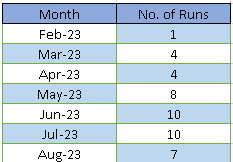 Month No. of Runs
Feb-23 1
Mar-23 4
Apr-23 4
May-23 8
Jun-23 10
Jul-23 10
Aug-23 7